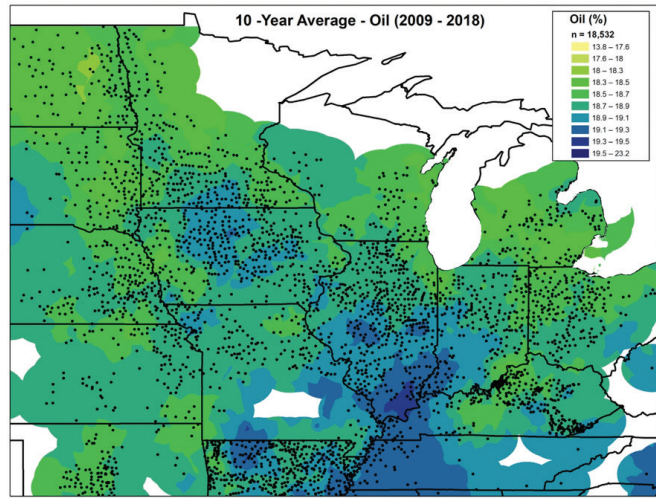 10 -Year Average - Oil (2009 - 2018)
Oil (%)
n = 18,532
13.8 – 17.6
17.6 – 18
18 – 18.3
18.3 – 18.5
18.5 – 18.7
18.7 – 18.9
18.9 – 19.1
19.1 – 19.3
19.3 – 19.5
19.5 – 23.2